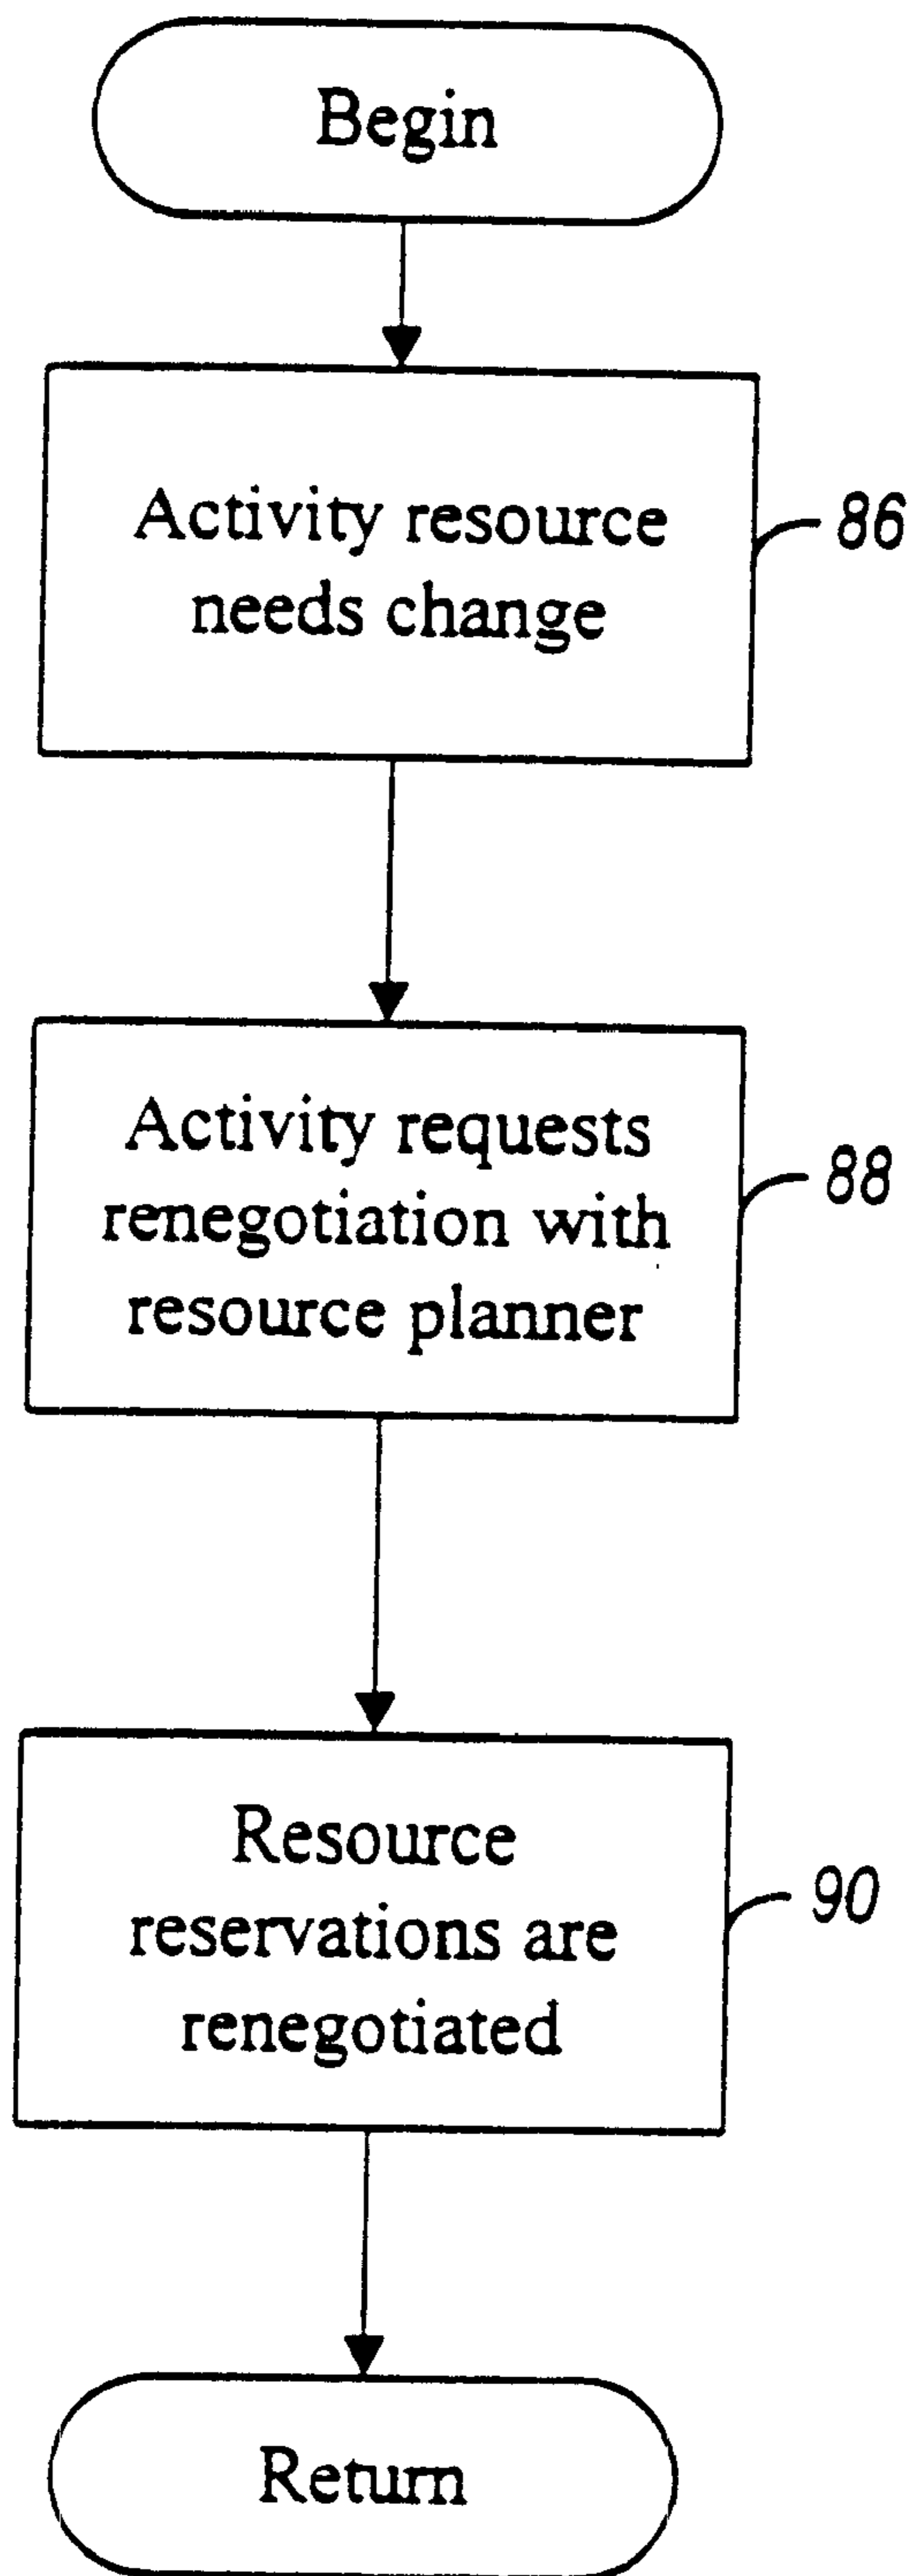 Begin
Activity resource
needs change
86
Activity requests
renegotiation with
resource planner
88
Resource
reservations are
renegotiated
90
Return